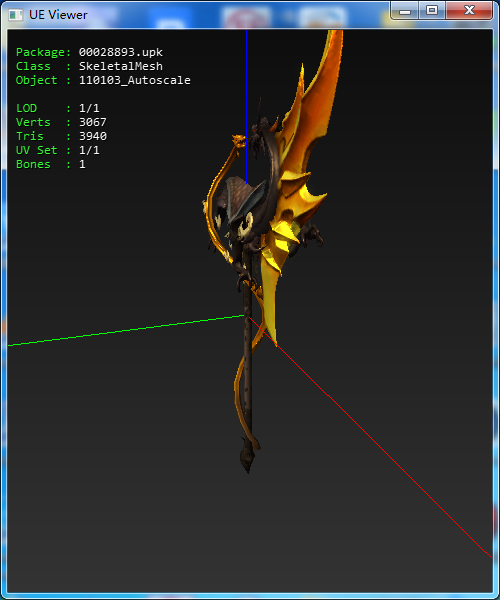 UE Viewer
Package: 00028893.upk
Class : SkeletalMesh
Object : 110103_Autoscale
LOD : 1/1
Verts : 3067
Tris : 3940
UV Set : 1/1
Bones : 1